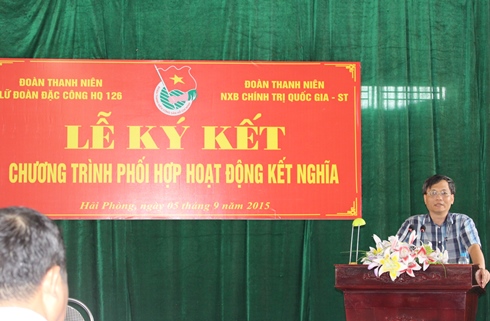 ĐOÀN THANH NIÊN
LỮ ĐOÀN ĐẶC CÔNG HQ 126
ĐOÀN THANH NIÊN
NXB CHÍNH TRỊ QUỐC GIA - ST
LỄ KÝ KẾT
CHƯƠNG TRÌNH PHỐI HỢP HOẠT ĐỘNG KẾT NGHĨA
Hải Phòng, ngày 05 tháng 9 năm 2015